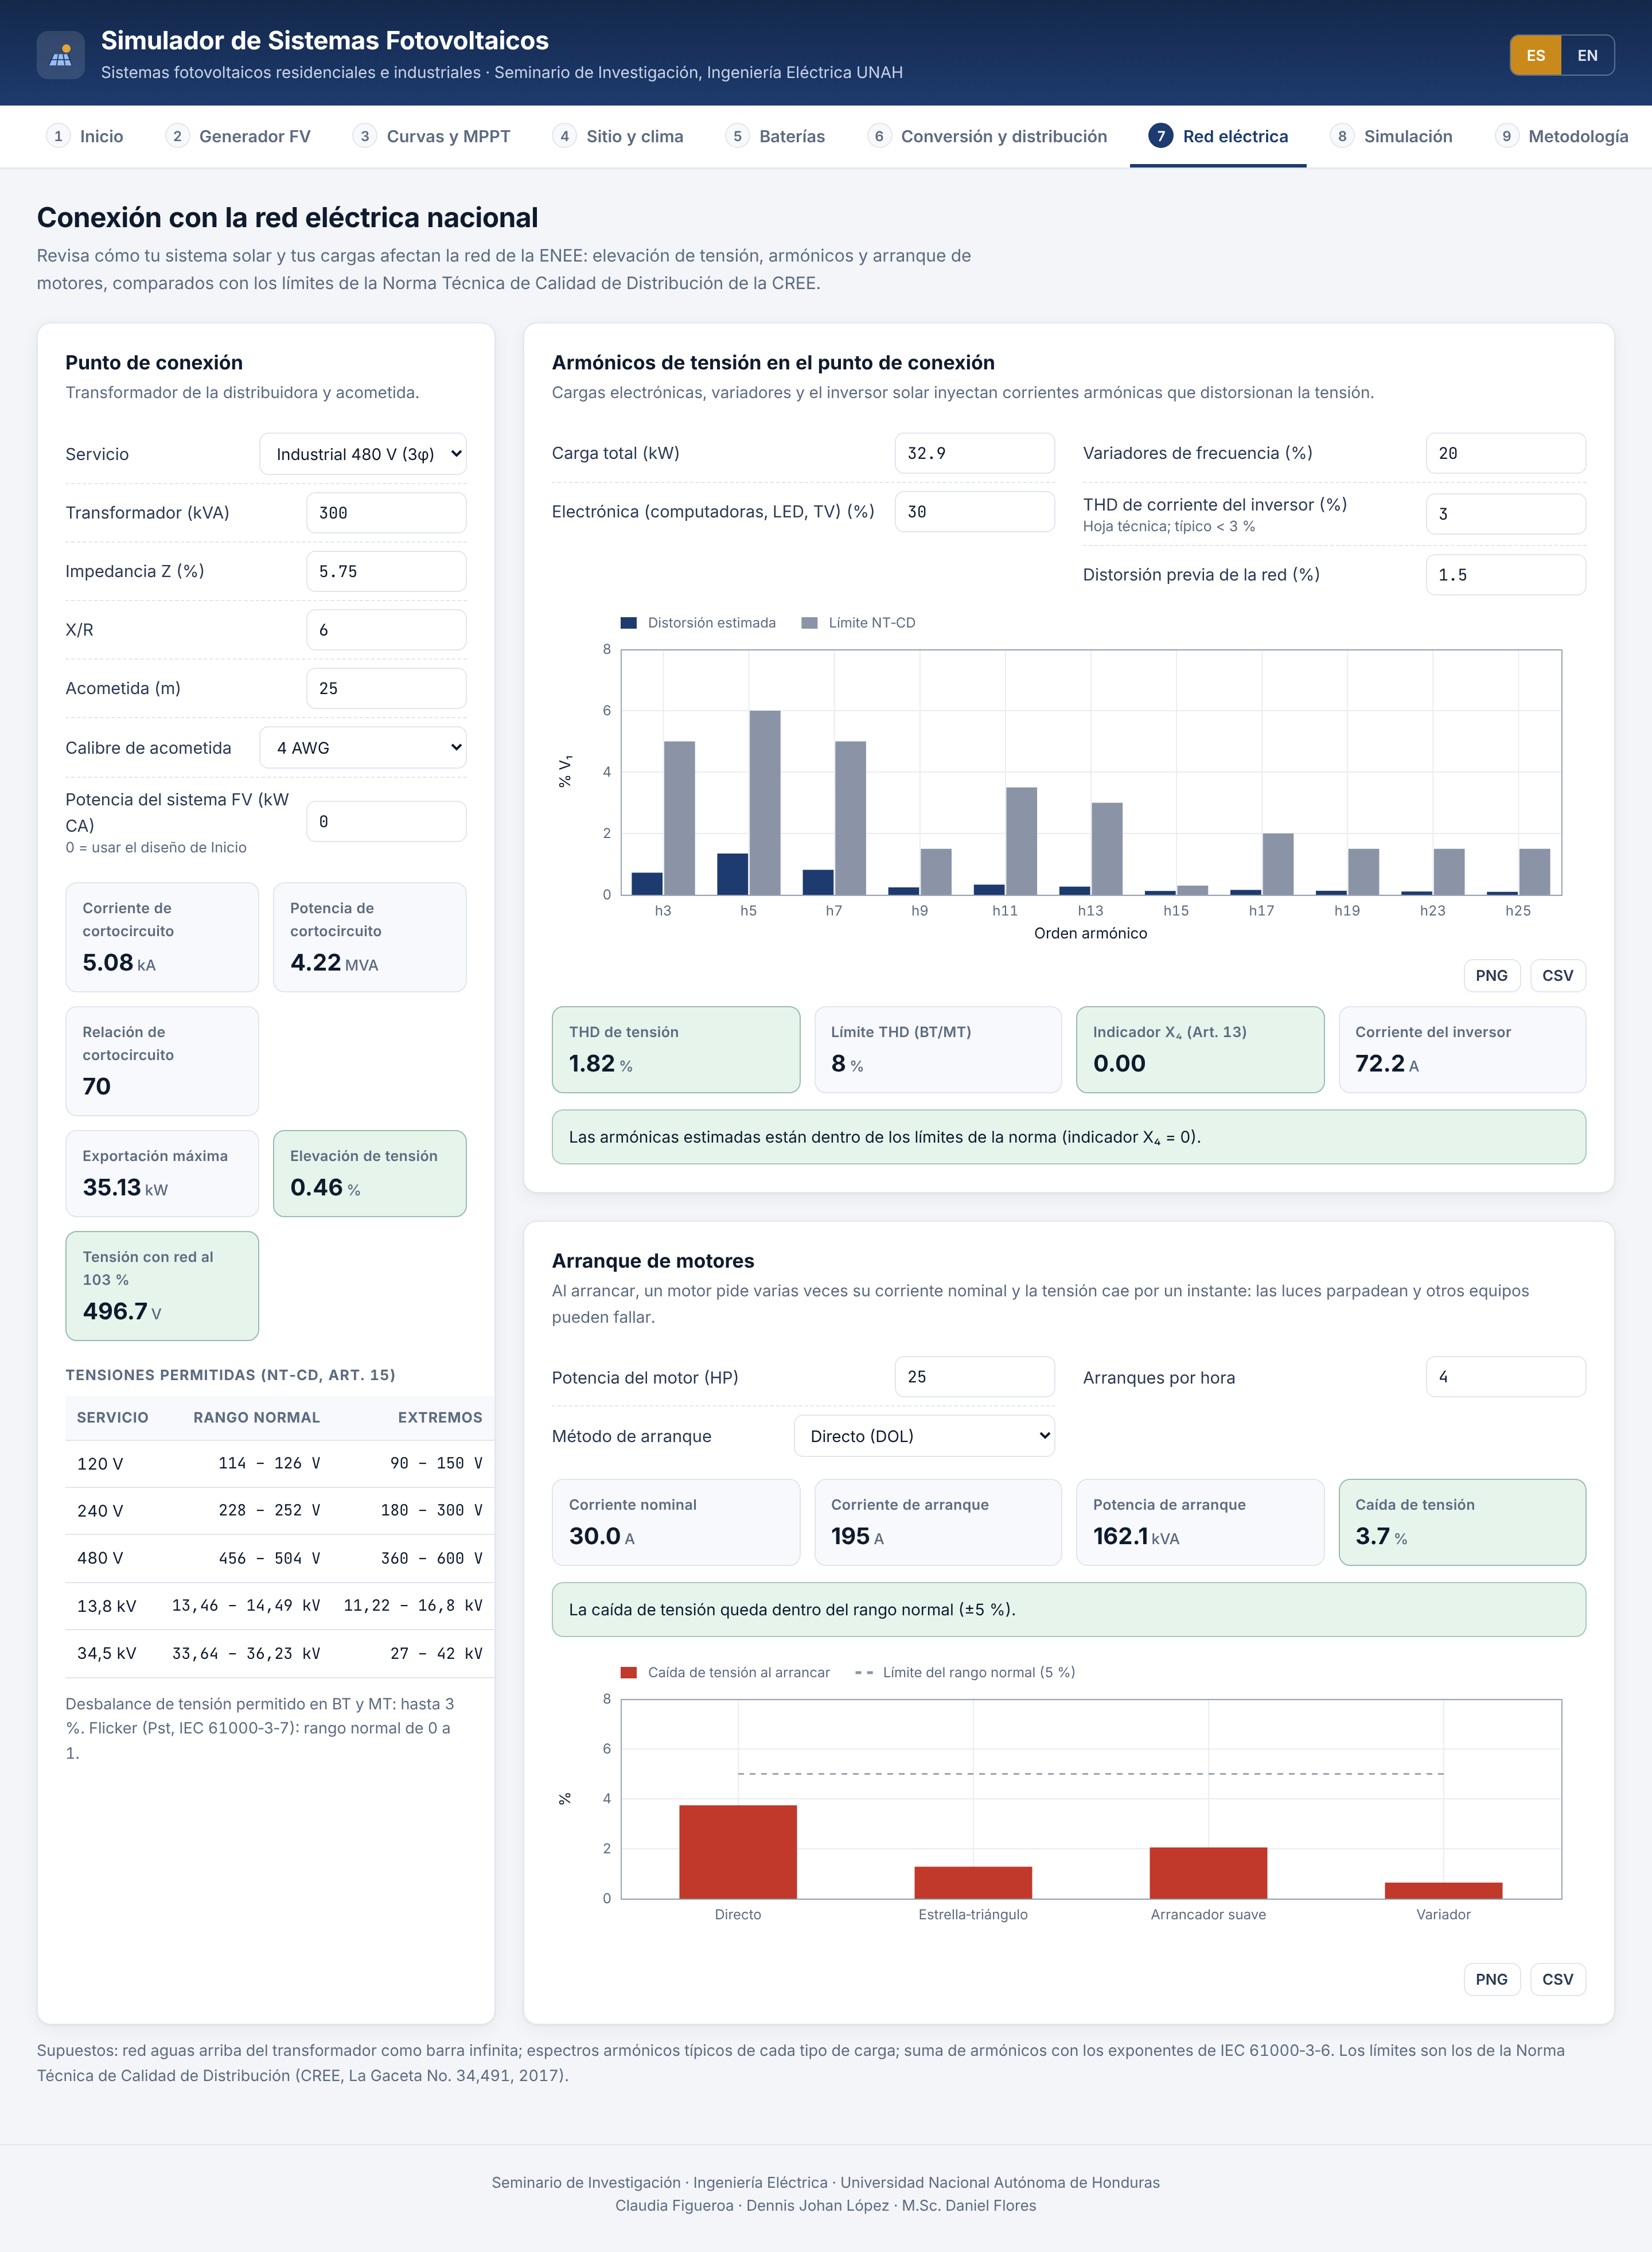 Simulador de Sistemas Fotovoltaicos
Sistemas fotovoltaicos residenciales e industriales · Seminario de Investigación, Ingeniería Eléctrica UNAH
ES EN
1 Inicio 2 Generador FV 3 Curvas y MPPT 4 Sitio y clima 5 Baterías 6 Conversión y distribución 7 Red eléctrica 8 Simulación 9 Metodología
Conexión con la red eléctrica nacional
Revisa cómo tu sistema solar y tus cargas afectan la red de la ENEE: elevación de tensión, armónicos y arranque de
motores, comparados con los límites de la Norma Técnica de Calidad de Distribución de la CREE.
Punto de conexión
Transformador de la distribuidora y acometida.
Servicio Industrial 480 V (3φ)
Transformador (kVA) 300
Impedancia Z (%) 5.75
X/R 6
Acometida (m) 25
Calibre de acometida 4 AWG
Potencia del sistema FV (kW
CA)
0 = usar el diseño de Inicio
0
Corriente de
cortocircuito
5.08 kA
Potencia de
cortocircuito
4.22 MVA
Relación de
cortocircuito
70
Exportación máxima
35.13 kW
Elevación de tensión
0.46 %
Tensión con red al
103 %
496.7 V
TENSIONES PERMITIDAS (NT-CD, ART. 15)
SERVICIO RANGO NORMAL EXTREMOS
120 V 114 – 126 V 90 – 150 V
240 V 228 – 252 V 180 – 300 V
480 V 456 – 504 V 360 – 600 V
13,8 kV 13,46 – 14,49 kV 11,22 – 16,8 kV
34,5 kV 33,64 – 36,23 kV 27 – 42 kV
Desbalance de tensión permitido en BT y MT: hasta 3
%. Flicker (Pst, IEC 61000-3-7): rango normal de 0 a
1.
Armónicos de tensión en el punto de conexión
Cargas electrónicas, variadores y el inversor solar inyectan corrientes armónicas que distorsionan la tensión.
Carga total (kW) 32.9
Electrónica (computadoras, LED, TV) (%) 30
Variadores de frecuencia (%) 20
THD de corriente del inversor (%)
Hoja técnica; típico < 3 %
3
Distorsión previa de la red (%) 1.5
Distorsión estimada Límite NT-CD
8
6
4
2
0
% V₁
h3 h5 h7 h9 h11 h13 h15 h17 h19 h23 h25
Orden armónico
PNG CSV
THD de tensión
1.82 %
Límite THD (BT/MT)
8 %
Indicador X₄ (Art. 13)
0.00
Corriente del inversor
72.2 A
Las armónicas estimadas están dentro de los límites de la norma (indicador X₄ = 0).
Arranque de motores
Al arrancar, un motor pide varias veces su corriente nominal y la tensión cae por un instante: las luces parpadean y otros equipos
pueden fallar.
Potencia del motor (HP) 25
Arranques por hora 4
Método de arranque Directo (DOL)
Corriente nominal
30.0 A
Corriente de arranque
195 A
Potencia de arranque
162.1 kVA
Caída de tensión
3.7 %
La caída de tensión queda dentro del rango normal (±5 %).
Caída de tensión al arrancar Límite del rango normal (5 %)
8
6
4
2
0
%
Directo Estrella-triángulo Arrancador suave Variador
PNG CSV
Supuestos: red aguas arriba del transformador como barra infinita; espectros armónicos típicos de cada tipo de carga; suma de armónicos con los exponentes de IEC 61000-3-6. Los límites son los de la Norma
Técnica de Calidad de Distribución (CREE, La Gaceta No. 34,491, 2017).
Seminario de Investigación · Ingeniería Eléctrica · Universidad Nacional Autónoma de Honduras
Claudia Figueroa · Dennis Johan López · M.Sc. Daniel Flores